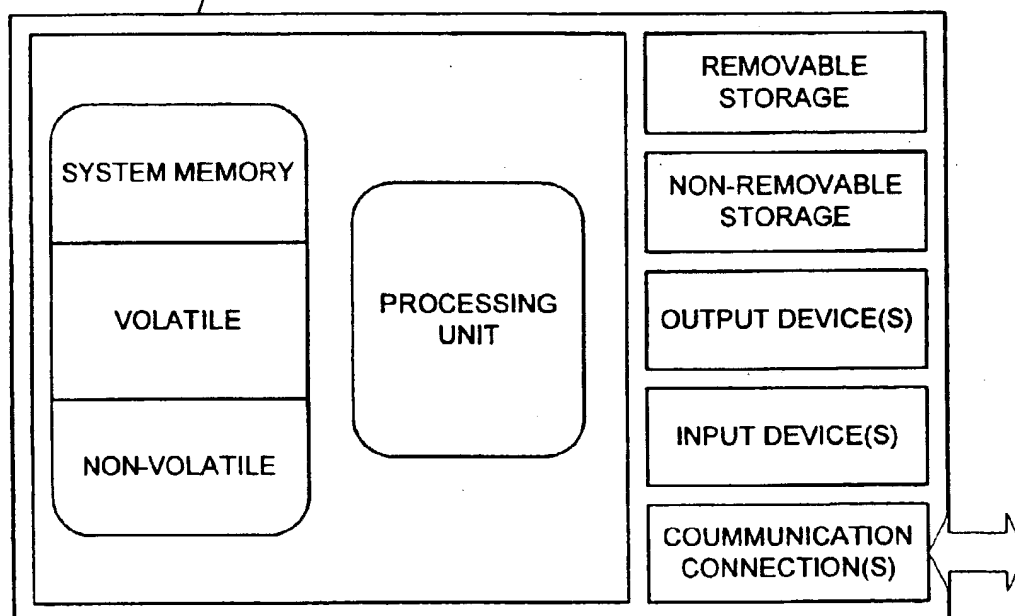 SYSTEM MEMORY
VOLATILE
NON-VOLATILE
PROCESSING
UNIT
REMOVABLE
STORAGE
NON-REMOVABLE
STORAGE
OUTPUT DEVICE(S)
INPUT DEVICE(S)
COUMMUNICATION
CONNECTION(S)